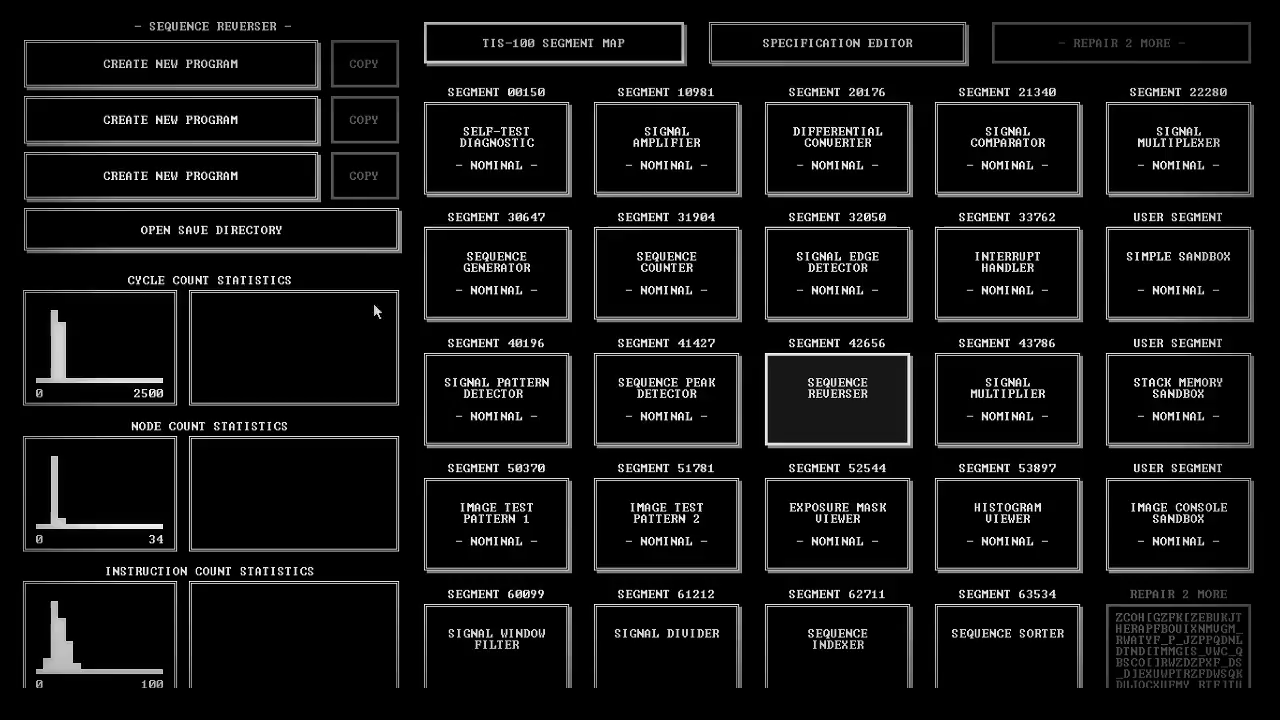 - SEQUENCE REVERSER -
CREATE NEW PROGRAM
COPY
CREATE NEW PROGRAM
COPY
CREATE NEW PROGRAM
COPY
OPEN SAVE DIRECTORY
CYCLE COUNT STATISTICS
0 2500
NODE COUNT STATISTICS
0 34
INSTRUCTION COUNT STATISTICS
0 100
TIS-100 SEGMENT MAP
SPECIFICATION EDITOR
- REPAIR 2 MORE -
SEGMENT 00150
SELF-TEST
DIAGNOSTIC
- NOMINAL -
SEGMENT 10981
SIGNAL
AMPLIFIER
- NOMINAL -
SEGMENT 20176
DIFFERENTIAL
CONVERTER
- NOMINAL -
SEGMENT 21340
SIGNAL
COMPARATOR
- NOMINAL -
SEGMENT 22280
SIGNAL
MULTIPLEXER
- NOMINAL -
SEGMENT 30647
SEQUENCE
GENERATOR
- NOMINAL -
SEGMENT 31904
SEQUENCE
COUNTER
- NOMINAL -
SEGMENT 32050
SIGNAL EDGE
DETECTOR
- NOMINAL -
SEGMENT 33762
INTERRUPT
HANDLER
- NOMINAL -
USER SEGMENT
SIMPLE SANDBOX
- NOMINAL -
SEGMENT 40196
SIGNAL PATTERN
DETECTOR
- NOMINAL -
SEGMENT 41427
SEQUENCE PEAK
DETECTOR
- NOMINAL -
SEGMENT 42656
SEQUENCE
REVERSER
SEGMENT 43786
SIGNAL
MULTIPLIER
- NOMINAL -
USER SEGMENT
STACK MEMORY
SANDBOX
- NOMINAL -
SEGMENT 50370
IMAGE TEST
PATTERN 1
- NOMINAL -
SEGMENT 51781
IMAGE TEST
PATTERN 2
- NOMINAL -
SEGMENT 52544
EXPOSURE MASK
VIEWER
- NOMINAL -
SEGMENT 53897
HISTOGRAM
VIEWER
- NOMINAL -
USER SEGMENT
IMAGE CONSOLE
SANDBOX
- NOMINAL -
SEGMENT 60099
SIGNAL WINDOW
FILTER
SEGMENT 61212
SIGNAL DIVIDER
SEGMENT 62711
SEQUENCE
INDEXER
SEGMENT 63534
SEQUENCE SORTER
REPAIR 2 MORE